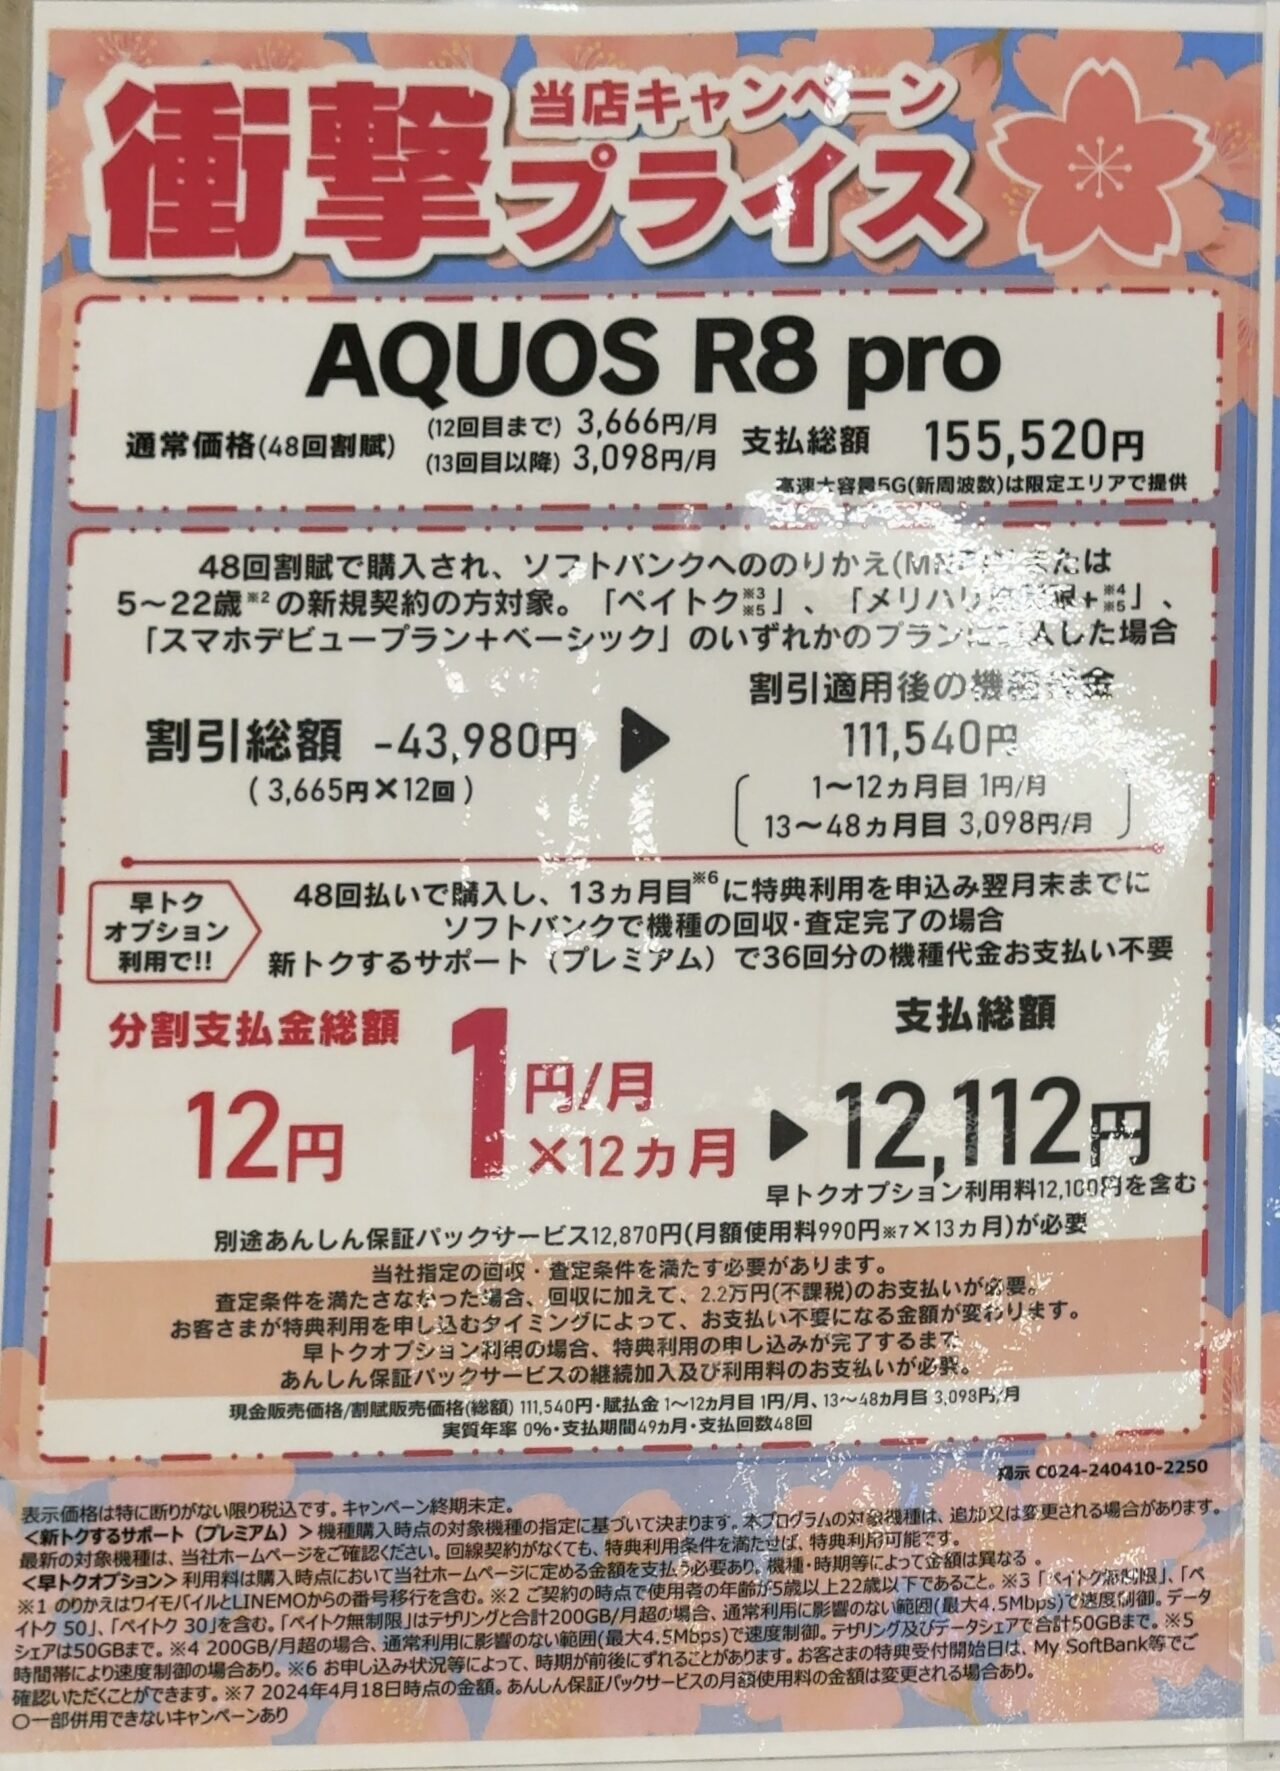 当店キャンペーン
衝撃プライス
AQUOS R8 pro
通常価格(48回割賦) (12回目まで) 3,666円/月 (13回目以降) 3,098円/月 支払総額 155,520円
高速大容量5G(新周波数)は限定エリアで提供
48回割賦で購入され、ソフトバンクへののりかえ(MN または
5～22歳※2の新規契約の方対象。「ペイトク※3※5」、「メリハリ 限+※4※5」、
「スマホデビュープラン+ベーシック」のいずれかのプランに 入した場合
割引総額 -43,980円
(3,665円×12回)
▶
割引適用後の機種代金
111,540円
1～12ヵ月目 1円/月
13～48ヵ月目 3,098円/月
早トク
オプション
利用で!!
48回払いで購入し、13ヵ月目※6に特典利用を申込み翌月末までに
ソフトバンクで機種の回収･査定完了の場合
新トクするサポート（プレミアム）で36回分の機種代金お支払い不要
分割支払金総額
12円
1円/月
×12カ月
▶
支払総額
12,112円
早トクオプション利用料12,100円を含む
別途あんしん保証パックサービス12,870円(月額使用料990円※7×13ヵ月)が必要
当社指定の回収・査定条件を満たす必要があります。
査定条件を満たさなかった場合、回収に加えて、2.2万円(不課税)のお支払いが必要。
お客さまが特典利用を申し込むタイミングによって、お支払い不要になる金額が変わります。
早トクオプション利用の場合、特典利用の申し込みが完了するまで
あんしん保証パックサービスの継続加入及び利用料のお支払いが必要。
現金販売価格/割賦販売価格(総額) 111,540円･賦払金 1～12カ月目 1円/月、13～48カ月目 3,098円/月
実質年率 0%･支払期間49カ月･支払回数48回
掲示 C024-240410-2250
表示価格は特に断りがない限り税込です。キャンペーン終期未定。
<新トクするサポート（プレミアム）>機種購入時点の対象機種の指定に基づいて決まります。本プログラムの対象機種は、追加又は変更される場合があります。
最新の対象機種は、当社ホームページをご確認ください。回線契約がなくても、特典利用条件を満たせば、特典利用可能です。
<早トクオプション>利用料は購入時点において当社ホームページに定める金額を支払う必要あり。機種・時期等によって金額は異なる 。
※1 のりかえはワイモバイルとLINEMOからの番号移行を含む。※2 ご契約の時点で使用者の年齢が5歳以上22歳以下であること。※3「ペイトク無制限」、「ペ
イトク 50」、「ペイトク 30」を含む。「ペイトク無制限」はテザリングと合計200GB/月超の場合、通常利用に影響のない範囲(最大4.5Mbps)で速度制御。データ
シェアは50GBまで。※4 200GB/月超の場合、通常利用に影響のない範囲(最大4.5Mbps)で速度制御。テザリング及びデータシェアで合計50GBまで。※5
時間帯により速度制御の場合あり。※6 お申し込み状況等によって、時期が前後にずれることがあります。お客さまの特典受付開始日は、My SoftBank等でご
確認いただくことができます。※7 2024年4月18日時点の金額。あんしん保証パックサービスの月額使用料の金額は変更される場合あり。
○一部併用できないキャンペーンあり